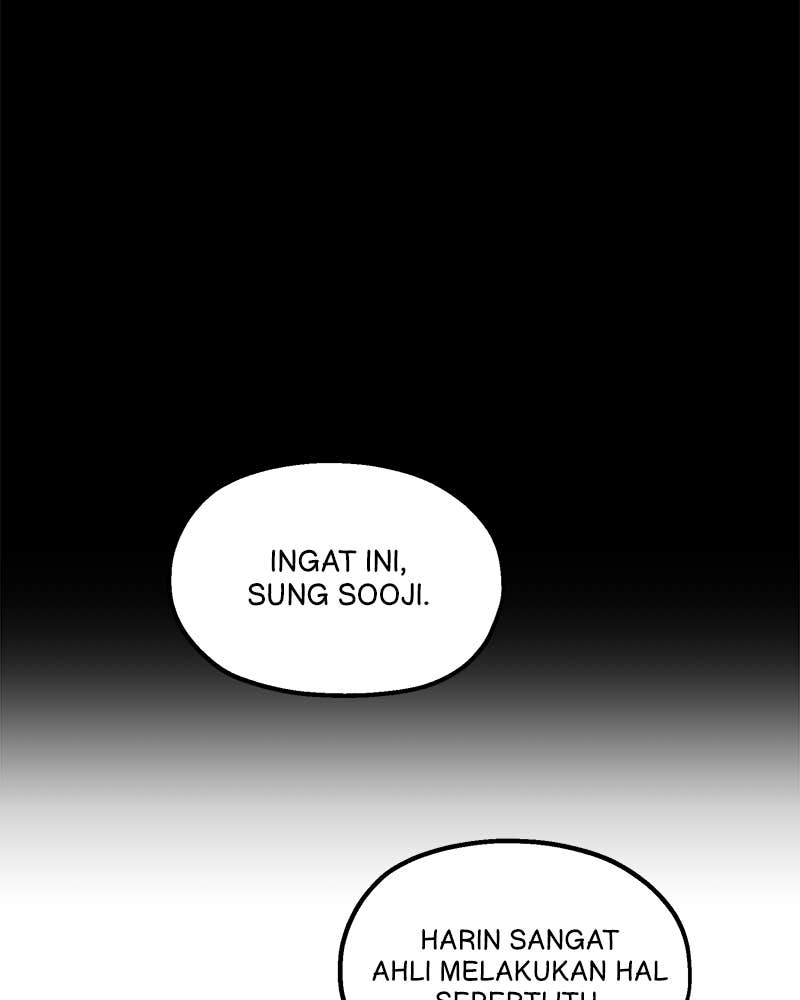 INGAT INI,
SUNG SOOJI.
HARIN SANGAT
AHLI MELAKUKAN HAL